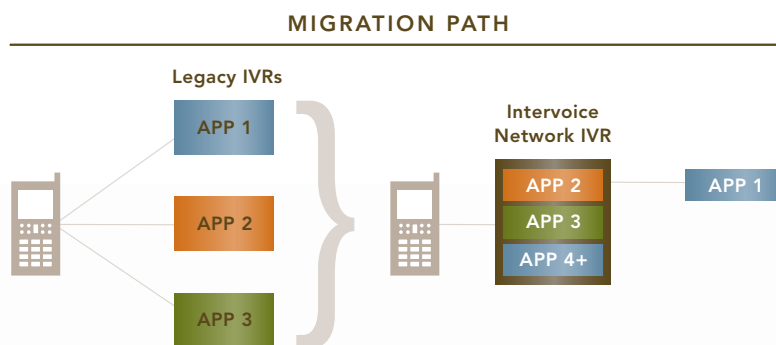 MIGRATION PATH
Legacy IVRs
APP 1
APP 2
APP 3
Intervoice
Network IVR
APP 2
APP 3
APP 4+
APP 1